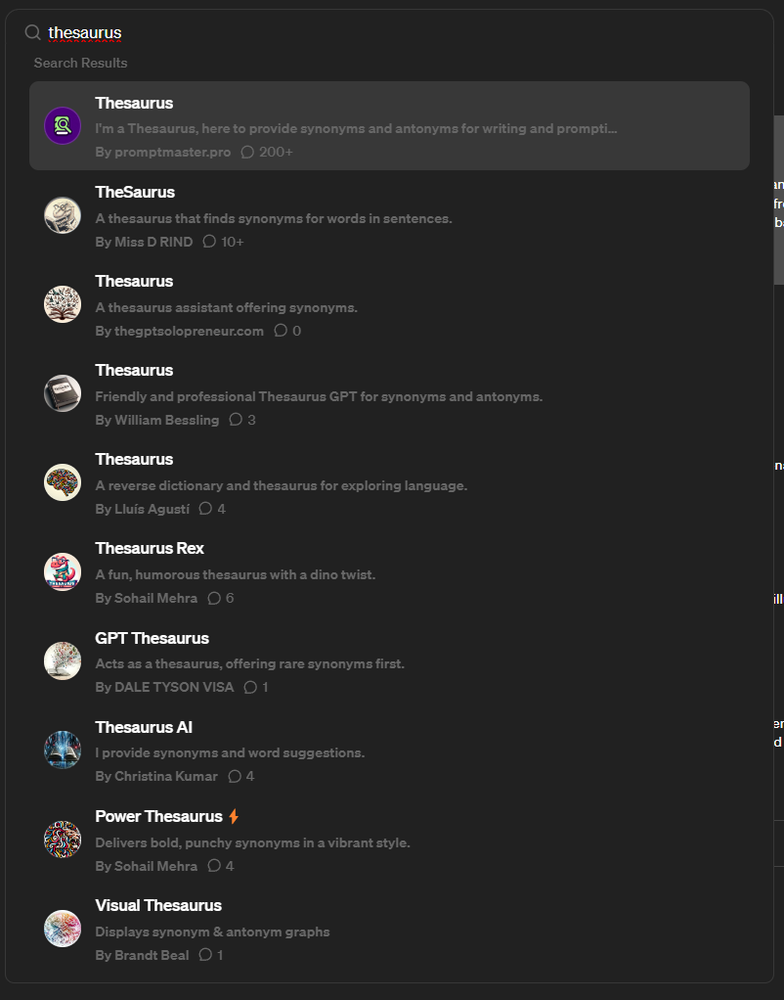 thesaurus
Search Results
Thesaurus
I'm a Thesaurus, here to provide synonyms and antonyms for writing and prompti...
By promptmaster.pro 200+
TheSaurus
A thesaurus that finds synonyms for words in sentences.
By Miss D RIND 10+
Thesaurus
A thesaurus assistant offering synonyms.
By thegptsolopreneur.com 0
Thesaurus
Friendly and professional Thesaurus GPT for synonyms and antonyms.
By William Bessling 3
Thesaurus
A reverse dictionary and thesaurus for exploring language.
By Lluís Agustí 4
Thesaurus Rex
A fun, humorous thesaurus with a dino twist.
By Sohail Mehra 6
GPT Thesaurus
Acts as a thesaurus, offering rare synonyms first.
By DALE TYSON VISA 1
Thesaurus AI
I provide synonyms and word suggestions.
By Christina Kumar 4
Power Thesaurus
Delivers bold, punchy synonyms in a vibrant style.
By Sohail Mehra 4
Visual Thesaurus
Displays synonym & antonym graphs
By Brandt Beal 1